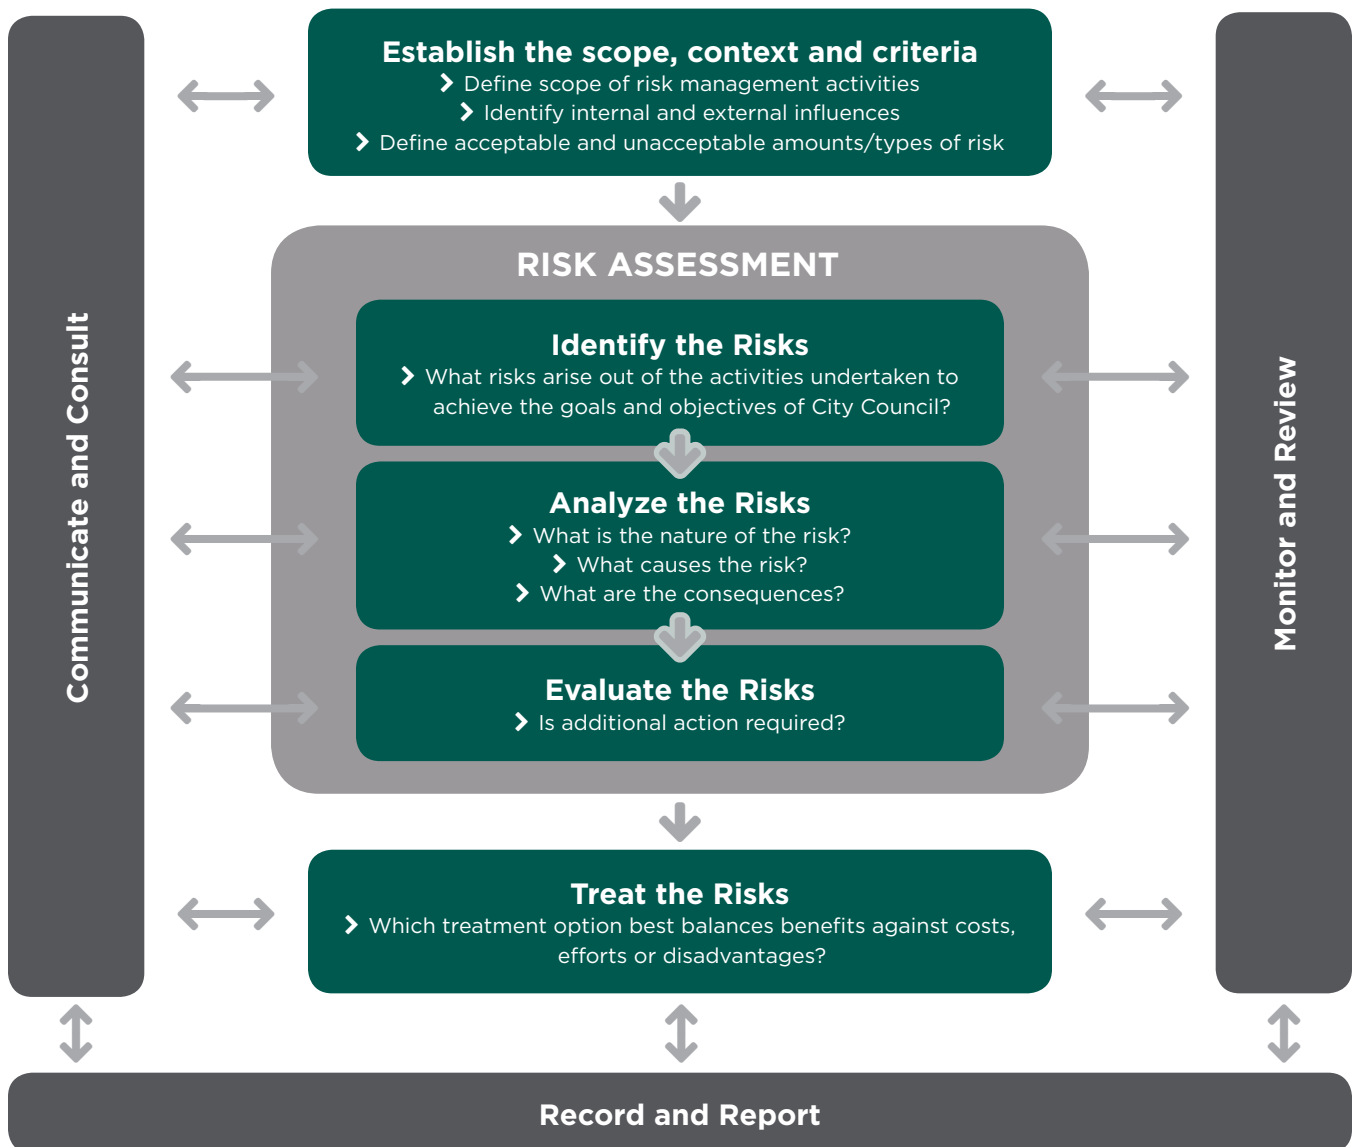 Establish the scope, context and criteria
Define scope of risk management activities
Identify internal and external influences
Define acceptable and unacceptable amounts/types of risk
RISK ASSESSMENT
Identify the Risks
What risks arise out of the activities undertaken to
achieve the goals and objectives of City Council?
Analyze the Risks
What is the nature of the risk?
What causes the risk?
What are the consequences?
Evaluate the Risks
Is additional action required?
Treat the Risks
Which treatment option best balances benefits against costs,
efforts or disadvantages?
Communicate and Consult
Monitor and Review
Record and Report